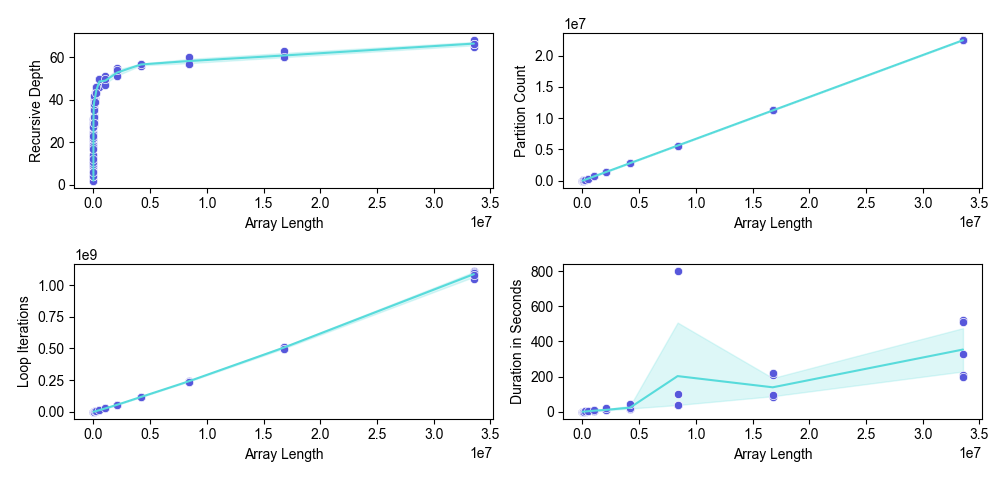 Recursive Depth
60
40
20
0
0.0 0.5 1.0 1.5 2.0 2.5 3.0 3.5
1e7
Array Length
1e7
Partition Count
2.0
1.5
1.0
0.5
0.0
0.0 0.5 1.0 1.5 2.0 2.5 3.0 3.5
1e7
Array Length
1e9
Loop Iterations
1.00
0.75
0.50
0.25
0.00
0.0 0.5 1.0 1.5 2.0 2.5 3.0 3.5
1e7
Array Length
Duration in Seconds
800
600
400
200
0
0.0 0.5 1.0 1.5 2.0 2.5 3.0 3.5
1e7
Array Length